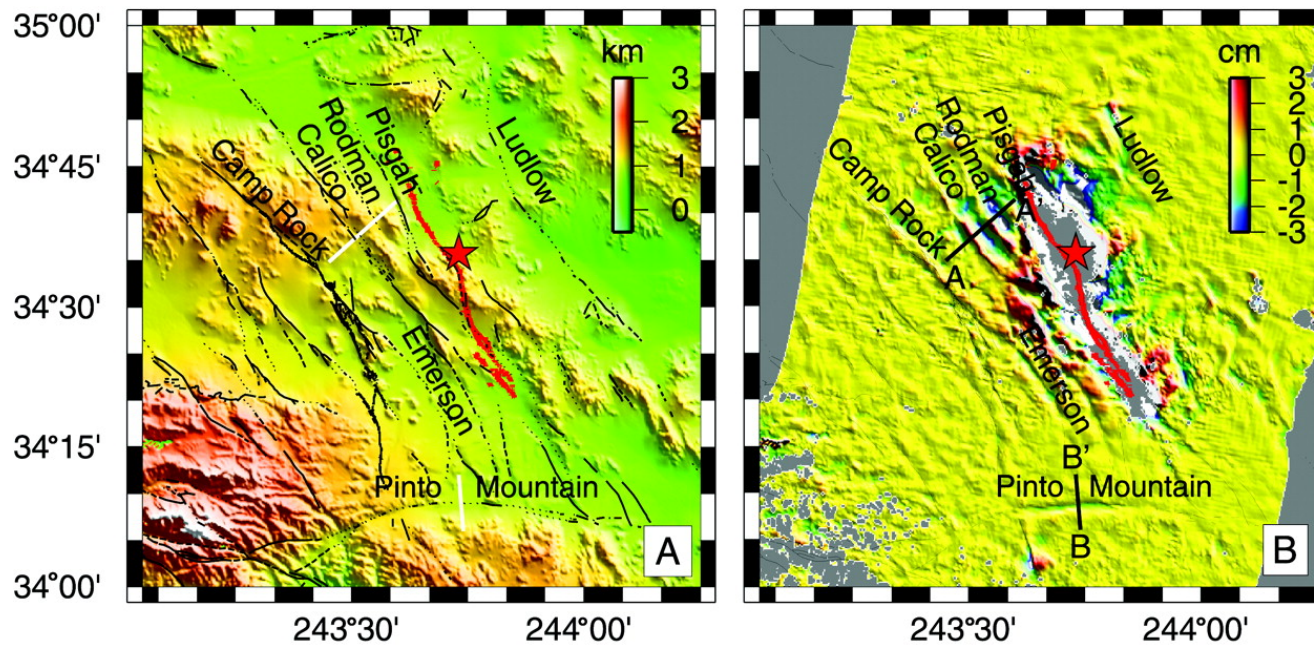 35°00'
34°45'
34°30'
34°15'
34°00'
km
3
2
1
0
Pisgah
Rodman
Calico
Camp Rock
Ludlow
Emerson
Pinto Mountain
A
243°30'
244°00'
cm
3
2
1
0
-1
-2
-3
Pisgah
Rodman
Calico
Camp Rock
Ludlow
A'
A
Emerson
B'
Pinto Mountain
B
B
243°30'
244°00'